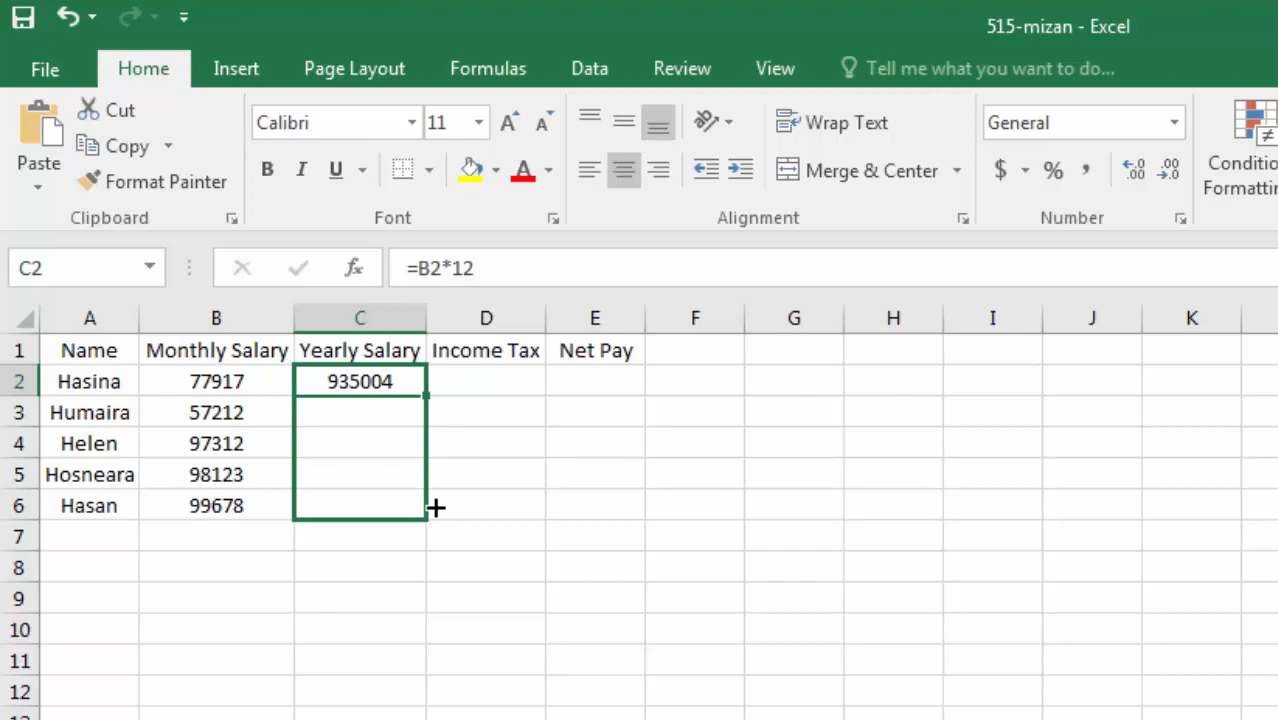 515-mizan - Excel
File Home Insert Page Layout Formulas Data Review View Tell me what you want to do...
Paste
Cut
Copy
Format Painter
Clipboard
Calibri 11
B I U A
Font
Wrap Text
Merge & Center
Alignment
General
$ % ,
Number
Conditio
Formatting
C2 fx =B2*12
A B C D E F G H I J K
1 Name Monthly Salary Yearly Salary Income Tax Net Pay
2 Hasina 77917 935004
3 Humaira 57212
4 Helen 97312
5 Hosneara 98123
6 Hasan 99678
7
8
9
10
11
12